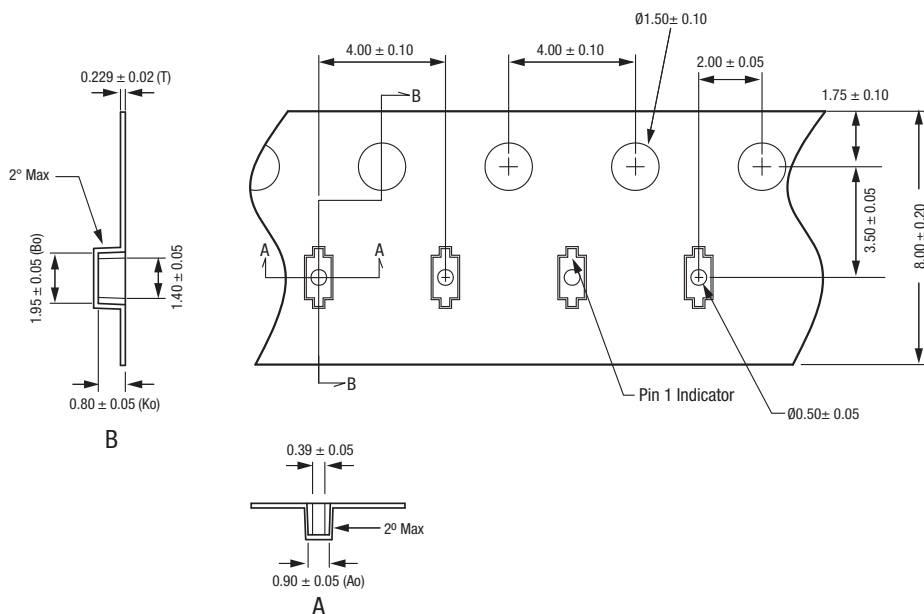 Ø1.50± 0.10
4.00 ± 0.10
4.00 ± 0.10
2.00 ± 0.05
0.229 ± 0.02 (T)
B
1.75 ± 0.10
2° Max
3.50 ± 0.05
8.00 ± 0.20
A
A
1.95 ± 0.05 (Bo)
1.40 ± 0.05
B
Pin 1 Indicator
Ø0.50± 0.05
0.80 ± 0.05 (Ko)
B
0.39 ± 0.05
2º Max
0.90 ± 0.05 (Ao)
A